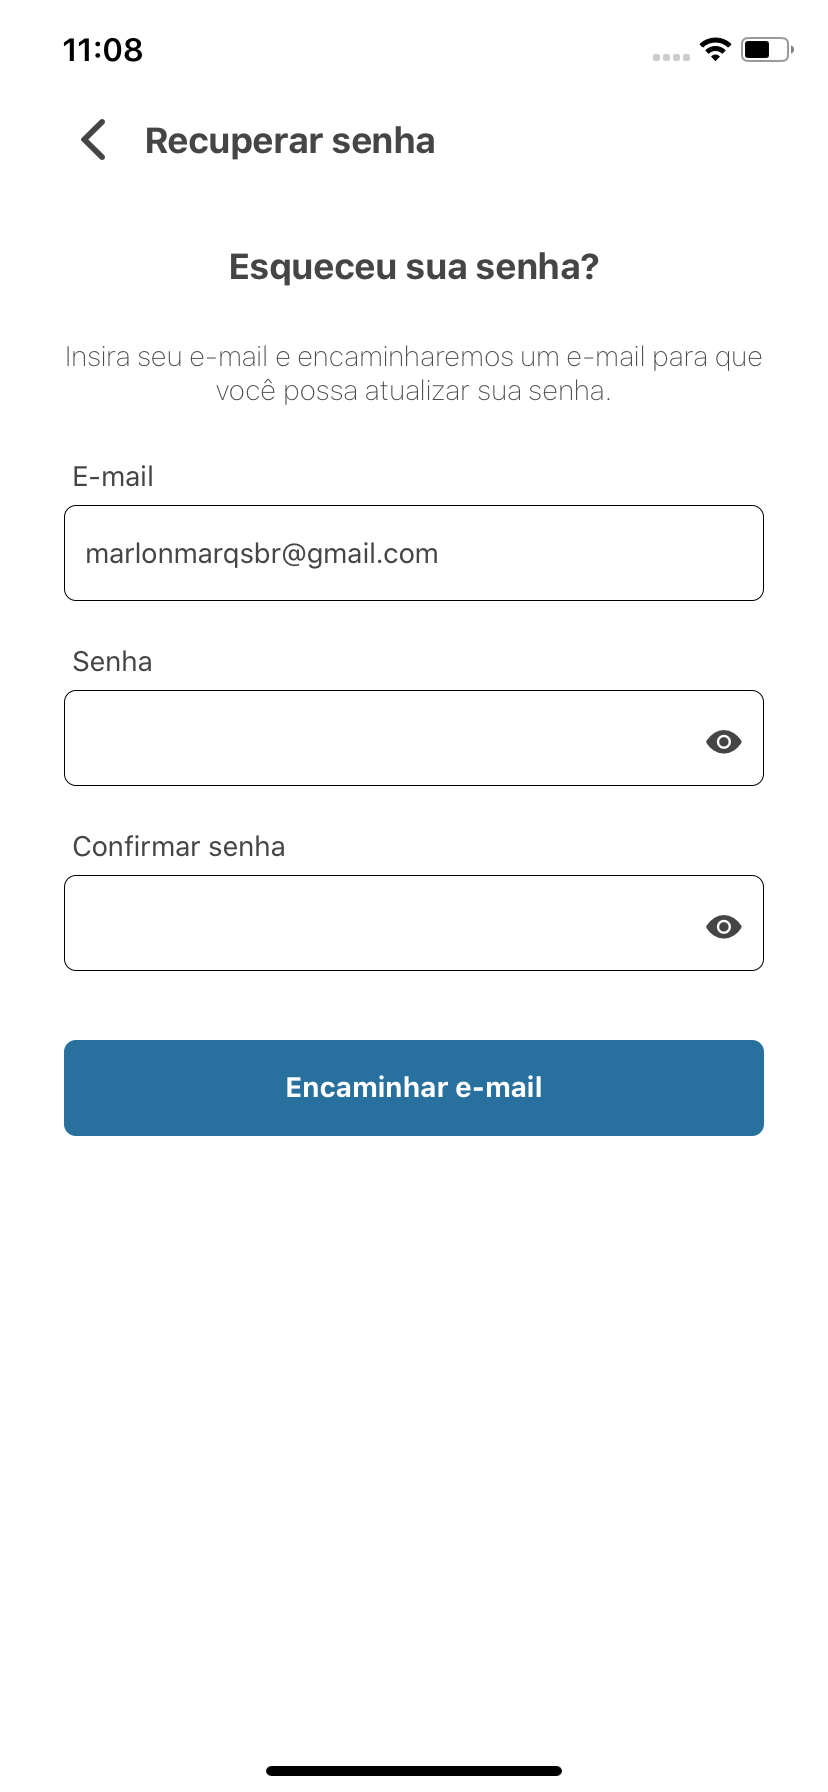 11:08
Recuperar senha
Esqueceu sua senha?
Insira seu e-mail e encaminharemos um e-mail para que
você possa atualizar sua senha.
E-mail
marlonmarqsbr@gmail.com
Senha
Confirmar senha
Encaminhar e-mail